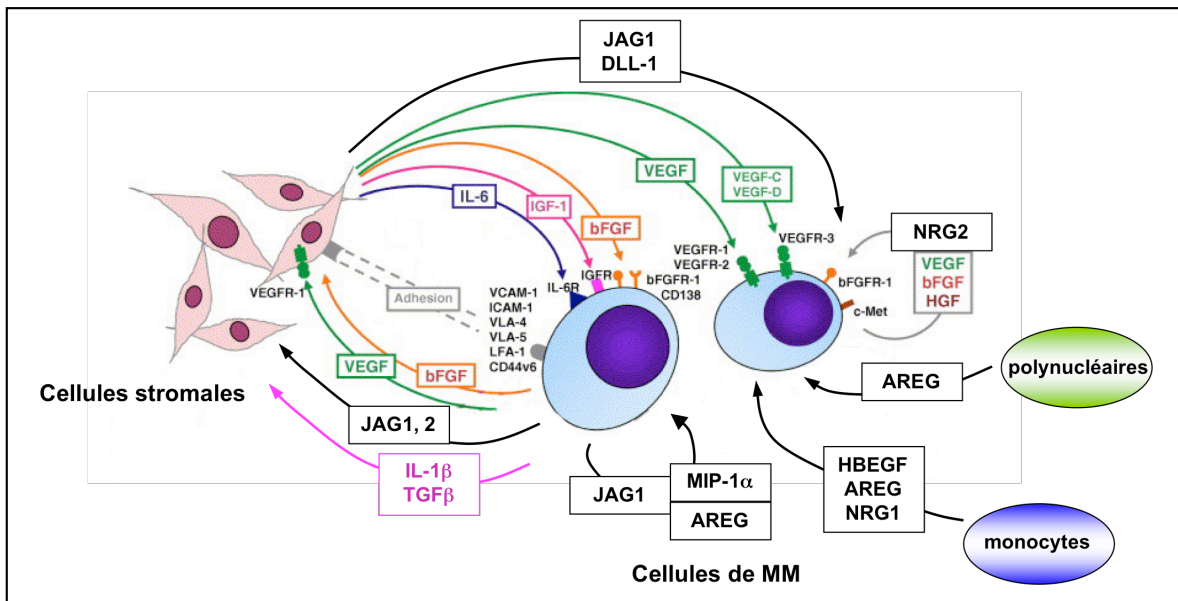 JAG1
DLL-1
VEGF
VEGF-C
VEGF-D
IL-6
IGF-1
bFGF
VEGFR-3
NRG2
VEGF
bFGF
HGF
VEGFR-1
VEGFR-2
bFGFR-1
c-Met
IGFR
bFGFR-1
CD138
IL-6R
VEGFR-1
Adhesion
VCAM-1
ICAM-1
VLA-4
VLA-5
LFA-1
CD44v6
VEGF
bFGF
Cellules stromales
JAG1, 2
IL-1β
TGFβ
JAG1
MIP-1α
AREG
AREG
polynucléaires
HBEGF
AREG
NRG1
monocytes
Cellules de MM